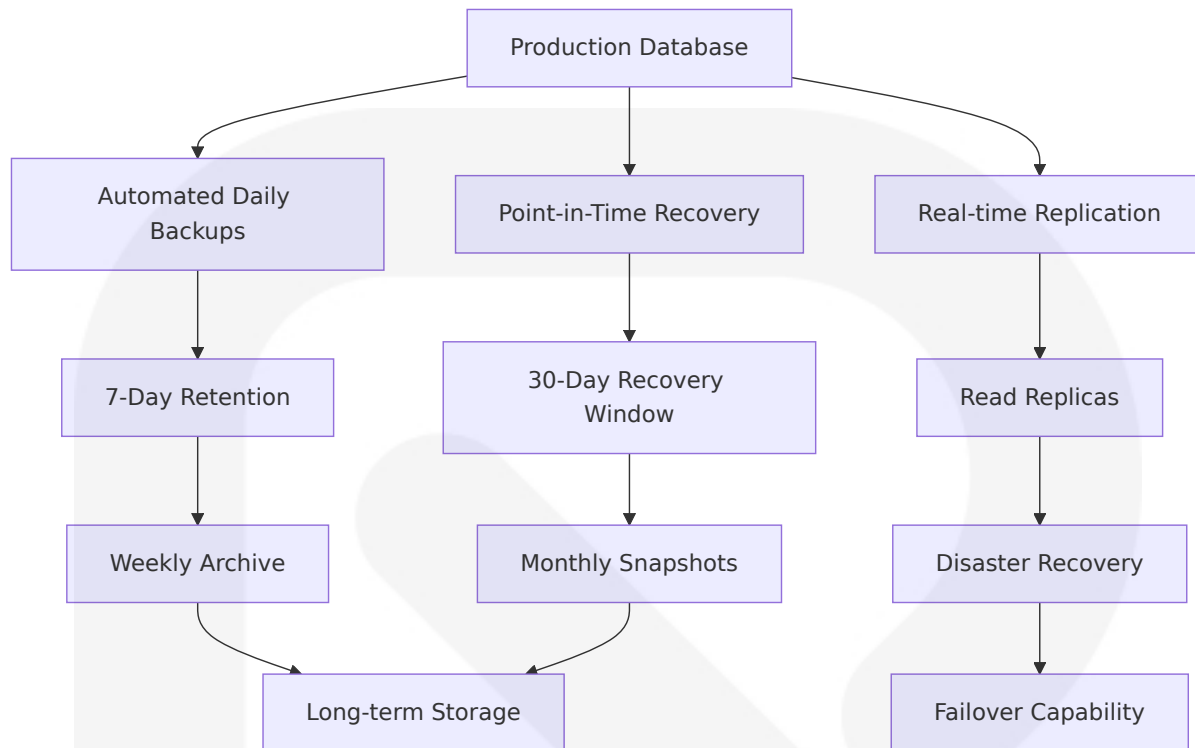 Production Database
Automated Daily
Backups
Point-in-Time Recovery
Real-time Replication
7-Day Retention
30-Day Recovery
Window
Read Replicas
Weekly Archive
Monthly Snapshots
Disaster Recovery
Long-term Storage
Failover Capability